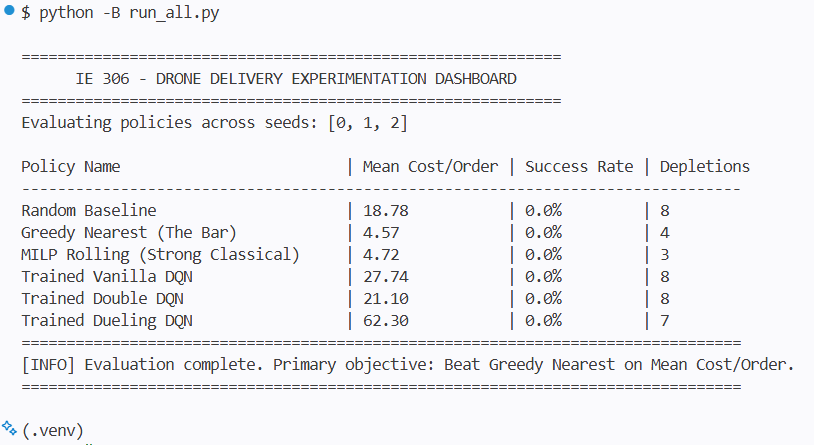 $ python -B run_all.py
============================================================
IE 306 - DRONE DELIVERY EXPERIMENTATION DASHBOARD
============================================================
Evaluating policies across seeds: [0, 1, 2]
Policy Name | Mean Cost/Order | Success Rate | Depletions
--------------------------------------------------------------------------------
Random Baseline | 18.78 | 0.0% | 8
Greedy Nearest (The Bar) | 4.57 | 0.0% | 4
MILP Rolling (Strong Classical) | 4.72 | 0.0% | 3
Trained Vanilla DQN | 27.74 | 0.0% | 8
Trained Double DQN | 21.10 | 0.0% | 8
Trained Dueling DQN | 62.30 | 0.0% | 7
================================================================================
[INFO] Evaluation complete. Primary objective: Beat Greedy Nearest on Mean Cost/Order.
================================================================================
(.venv)